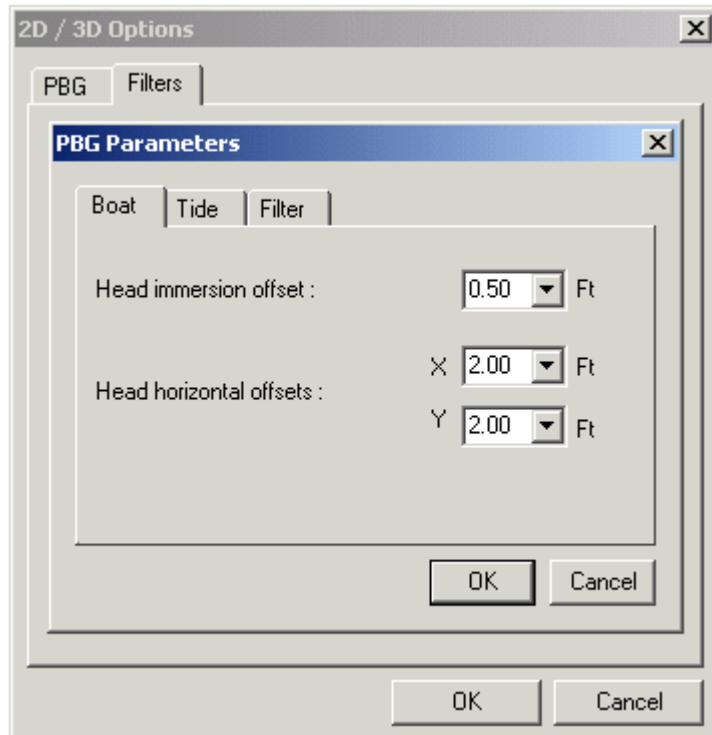 2D / 3D Options
PBG Filters
PBG Parameters
Boat Tide Filter
Head immersion offset : 0.50 Ft
X 2.00 Ft
Head horizontal offsets :
Y 2.00 Ft
OK Cancel
OK Cancel